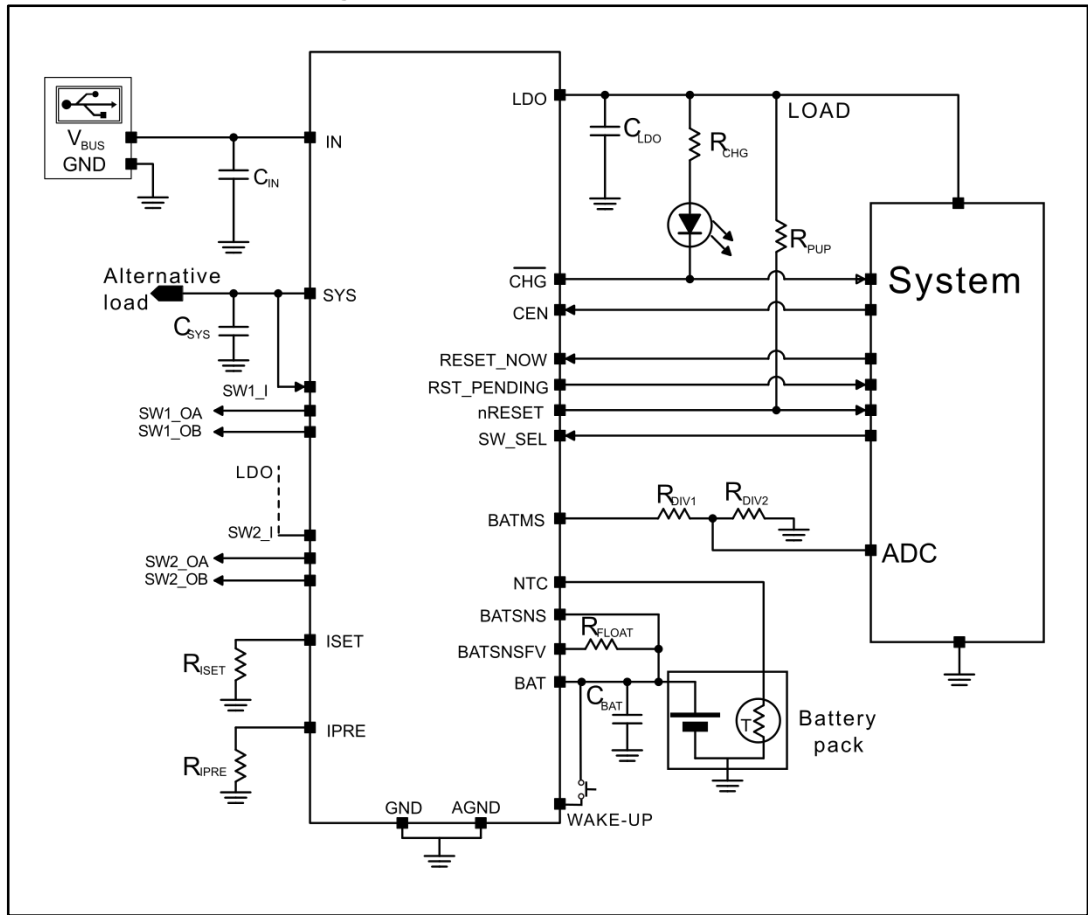 V_BUS
GND
C_IN
IN
Alternative
load
C_SYS
SYS
SW1_I
SW1_OA
SW1_OB
LDO
SW2_I
SW2_OA
SW2_OB
R_ISET
ISET
R_IPRE
IPRE
GND AGND
LDO
C_LDO
R_CHG
LOAD
R_PUP
CHG
CEN
RESET_NOW
RST_PENDING
nRESET
SW_SEL
BATMS
R_DIV1 R_DIV2
NTC
BATSNS
R_FLOAT
BATSNSFV
BAT
C_BAT
T
Battery
pack
WAKE-UP
System
ADC